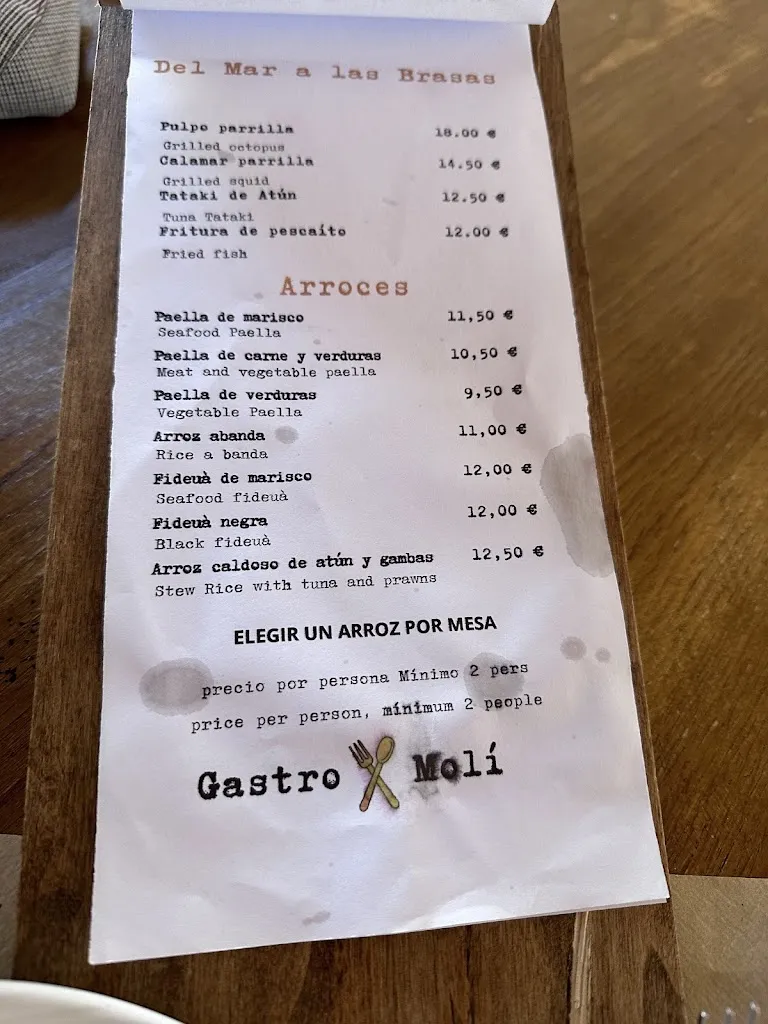 Del Mar a las Brasas
Pulpo parrilla 18.00 €
Grilled octopus
Calamar parrilla 14.50 €
Grilled squid
Tataki de Atún 12.50 €
Tuna Tataki
Fritura de pescaíto 12.00 €
Fried fish
Arroces
Paella de marisco 11,50 €
Seafood Paella
Paella de carne y verduras 10,50 €
Meat and vegetable paella
Paella de verduras 9,50 €
Vegetable Paella
Arroz abanda 11,00 €
Rice a banda
Fideuà de marisco 12,00 €
Seafood fideuà
Fideuà negra 12,00 €
Black fideuà
Arroz caldoso de atún y gambas 12,50 €
Stew Rice with tuna and prawns
ELEGIR UN ARROZ POR MESA
precio por persona Mínimo 2 pers
price per person, mínimum 2 people
Gastro Molí